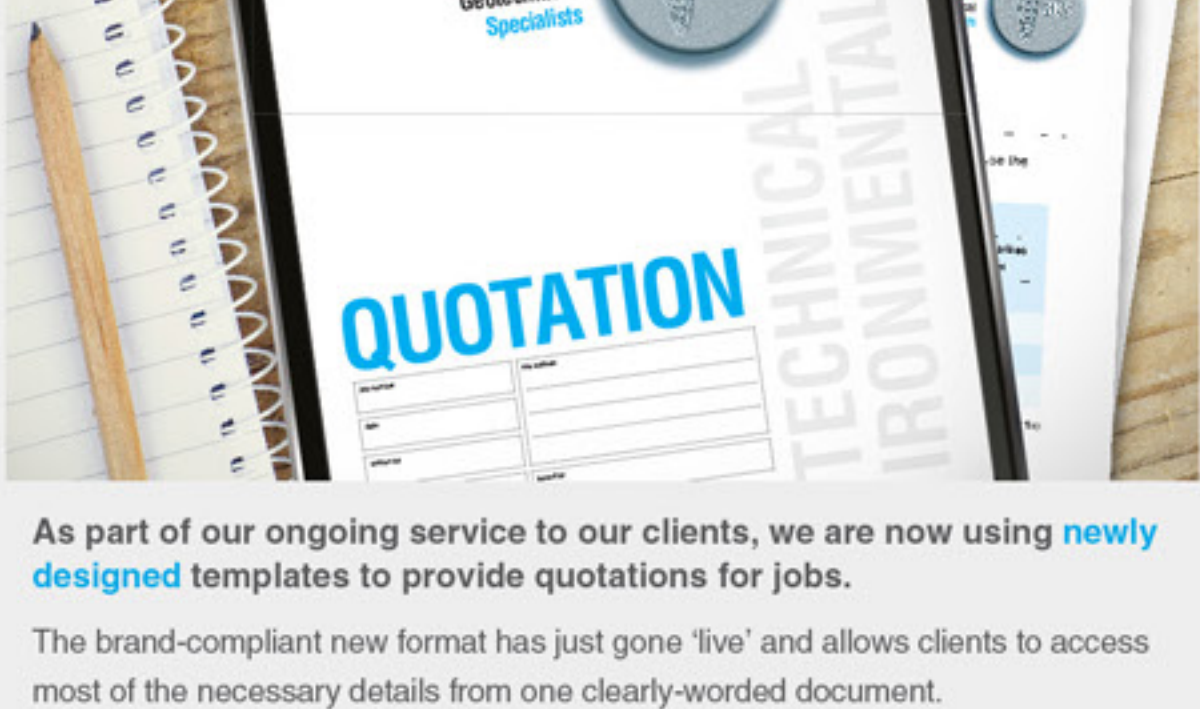 Specialists
TECHNICAL
IRONMENTAL
be the
QUOTATION
As part of our ongoing service to our clients, we are now using newly
designed templates to provide quotations for jobs.
The brand-compliant new format has just gone ‘live’ and allows clients to access
most of the necessary details from one clearly-worded document.